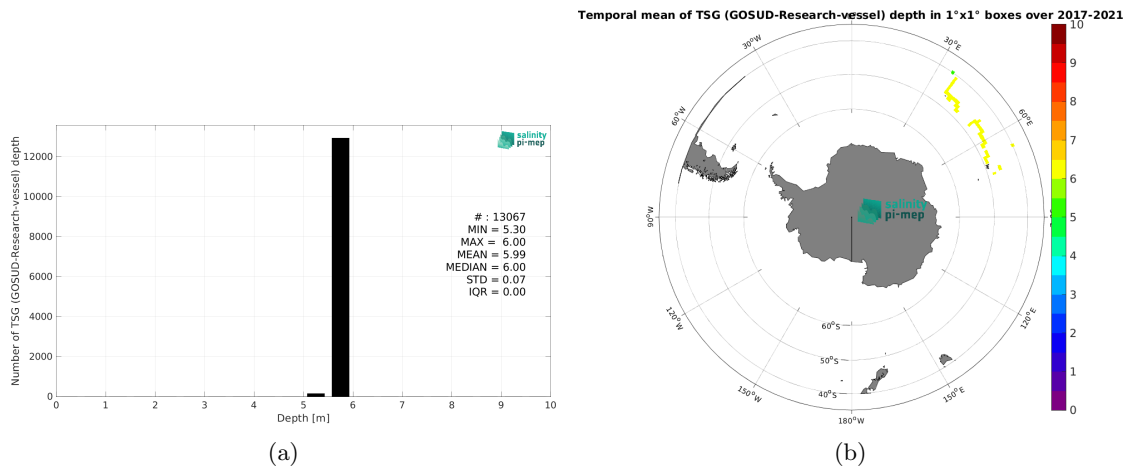 Temporal mean of TSG (GOSUD-Research-vessel) depth in 1°x1° boxes over 2017-2021
Number of TSG (GOSUD-Research-vessel) depth
12000
10000
8000
6000
4000
2000
0
0 1 2 3 4 5 6 7 8 9 10
Depth [m]
salinity
pi-mep
# : 13067
MIN = 5.30
MAX = 6.00
MEAN = 5.99
MEDIAN = 6.00
STD = 0.07
IQR = 0.00
30°W
30°E
60°W
60°E
90°W
salinity
pi-mep
120°W
120°E
150°W
150°E
180°W
60°S
50°S
40°S
10
9
8
7
6
5
4
3
2
1
0
(a)
(b)